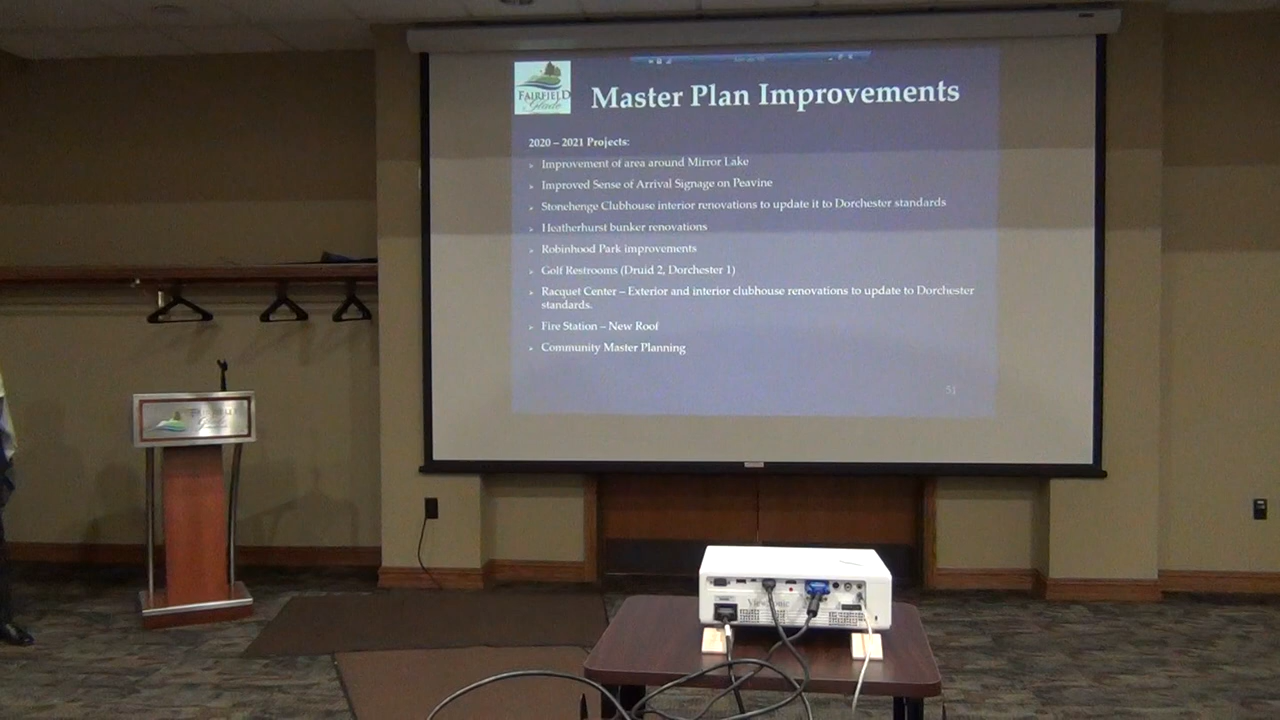 FAIRFIELD
Glade
Master Plan Improvements
2020 – 2021 Projects:
Improvement of area around Mirror Lake
Improved Sense of Arrival Signage on Peavine
Stonehenge Clubhouse interior renovations to update it to Dorchester standards
Heatherhurst bunker renovations
Robinhood Park improvements
Golf Restrooms (Druid 2, Dorchester 1)
Racquet Center – Exterior and interior clubhouse renovations to update to Dorchester
standards.
Fire Station – New Roof
Community Master Planning
51
FAIRFIELD
Glade
ViewSonic